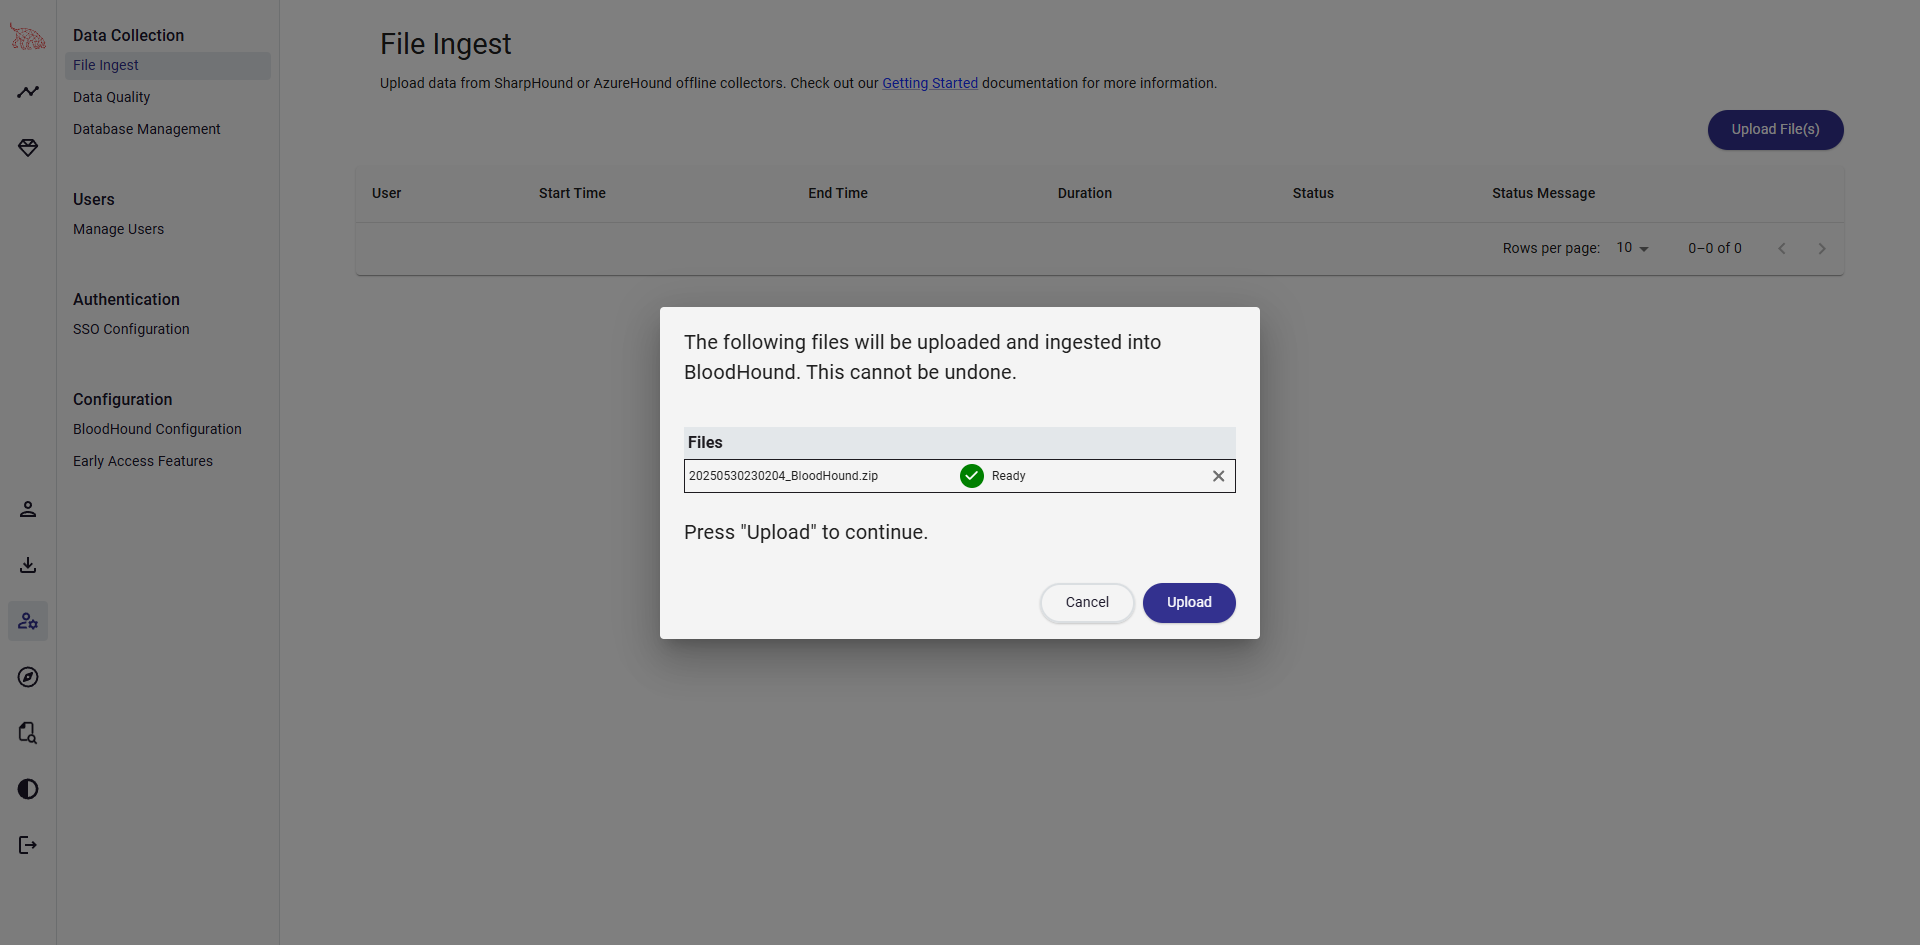 Data Collection
File Ingest
Data Quality
Database Management
Users
Manage Users
Authentication
SSO Configuration
Configuration
BloodHound Configuration
Early Access Features
File Ingest
Upload data from SharpHound or AzureHound offline collectors. Check out our Getting Started documentation for more information.
Upload File(s)
User Start Time End Time Duration Status Status Message
Rows per page: 10 0–0 of 0
The following files will be uploaded and ingested into
BloodHound. This cannot be undone.
Files
20250530230204_BloodHound.zip Ready
Press "Upload" to continue.
Cancel Upload